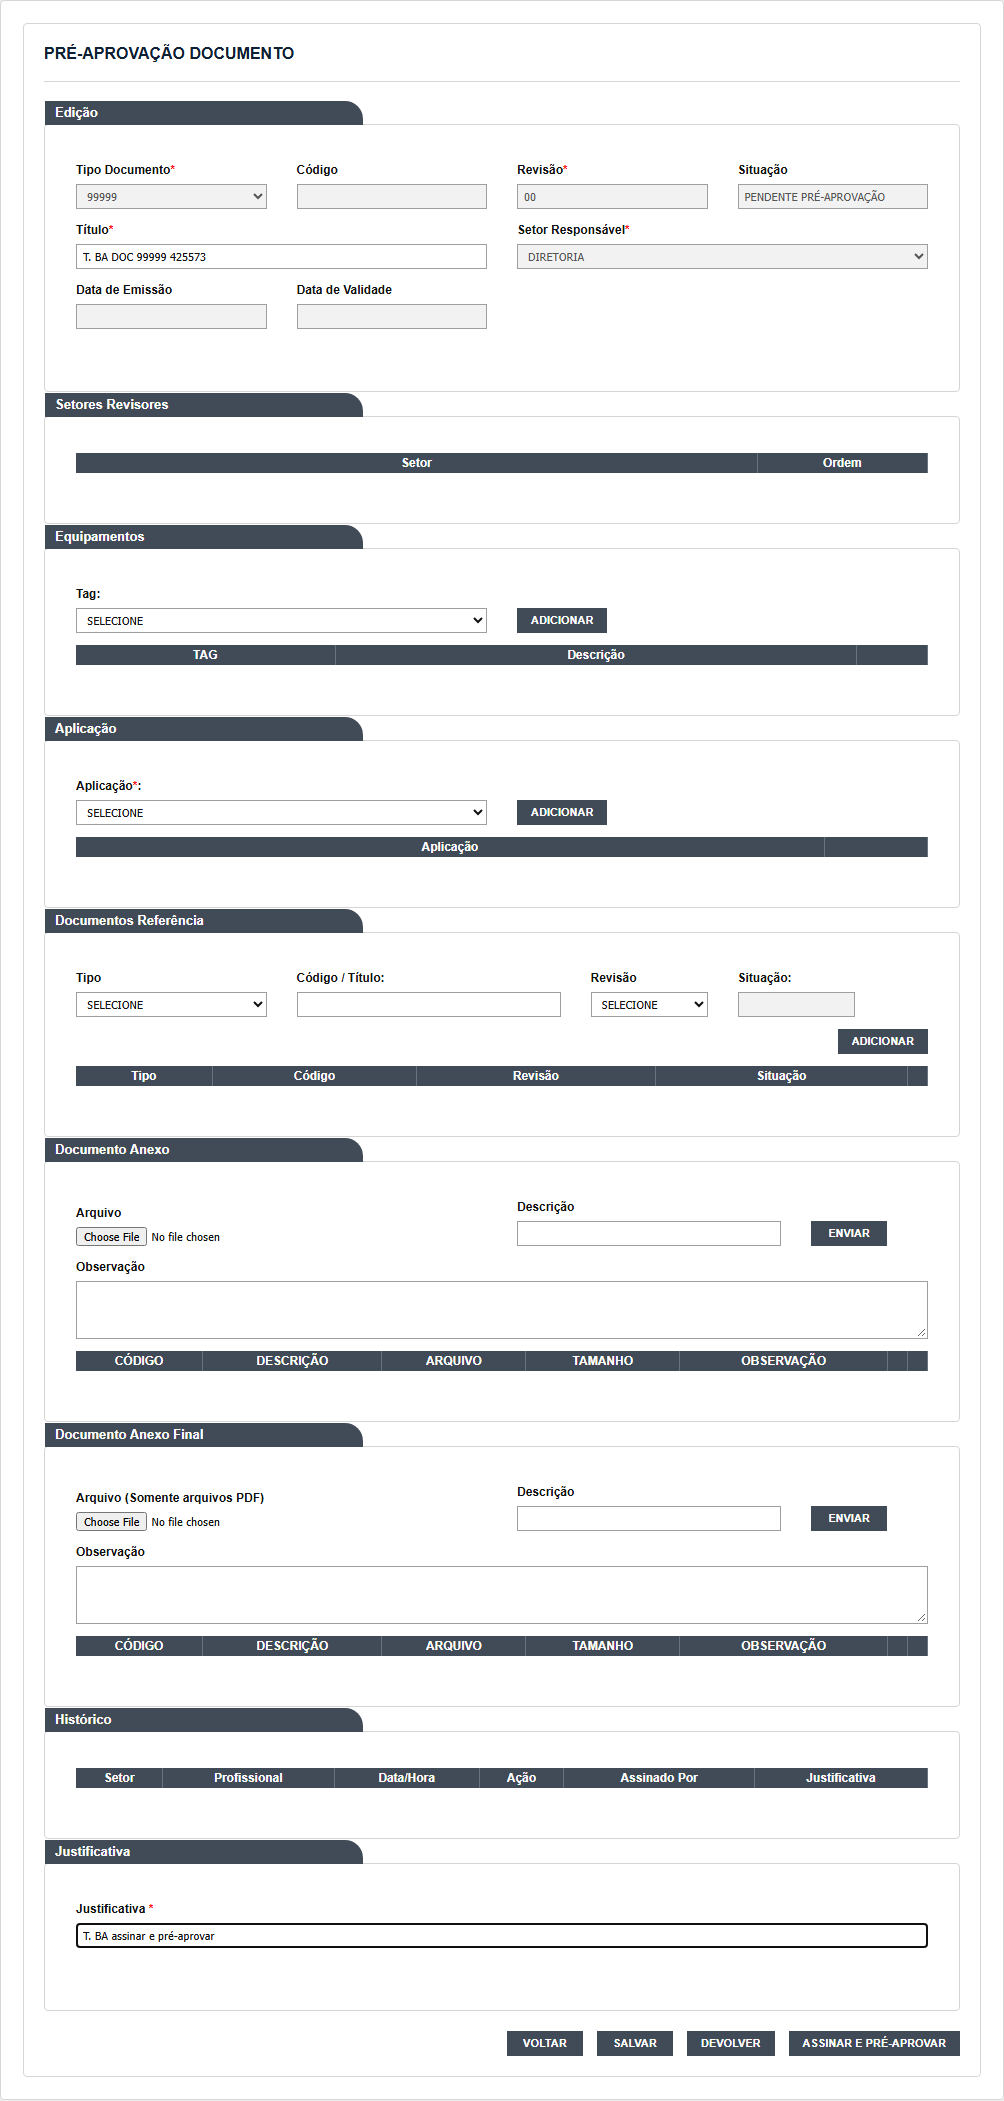 PRÉ-APROVAÇÃO DOCUMENTO
Edição
Tipo Documento* Código Revisão* Situação
99999 00 PENDENTE PRÉ-APROVAÇÃO
Título* Setor Responsável*
T. BA DOC 99999 425573 DIRETORIA
Data de Emissão Data de Validade
Setores Revisores
Setor Ordem
Equipamentos
Tag:
SELECIONE ADICIONAR
TAG Descrição
Aplicação
Aplicação*:
SELECIONE ADICIONAR
Aplicação
Documentos Referência
Tipo Código / Título: Revisão Situação:
SELECIONE SELECIONE
ADICIONAR
Tipo Código Revisão Situação
Documento Anexo
Arquivo Descrição
Choose File No file chosen ENVIAR
Observação
CÓDIGO DESCRIÇÃO ARQUIVO TAMANHO OBSERVAÇÃO
Documento Anexo Final
Arquivo (Somente arquivos PDF) Descrição
Choose File No file chosen ENVIAR
Observação
CÓDIGO DESCRIÇÃO ARQUIVO TAMANHO OBSERVAÇÃO
Histórico
Setor Profissional Data/Hora Ação Assinado Por Justificativa
Justificativa
Justificativa *
T. BA assinar e pré-aprovar
VOLTAR SALVAR DEVOLVER ASSINAR E PRÉ-APROVAR